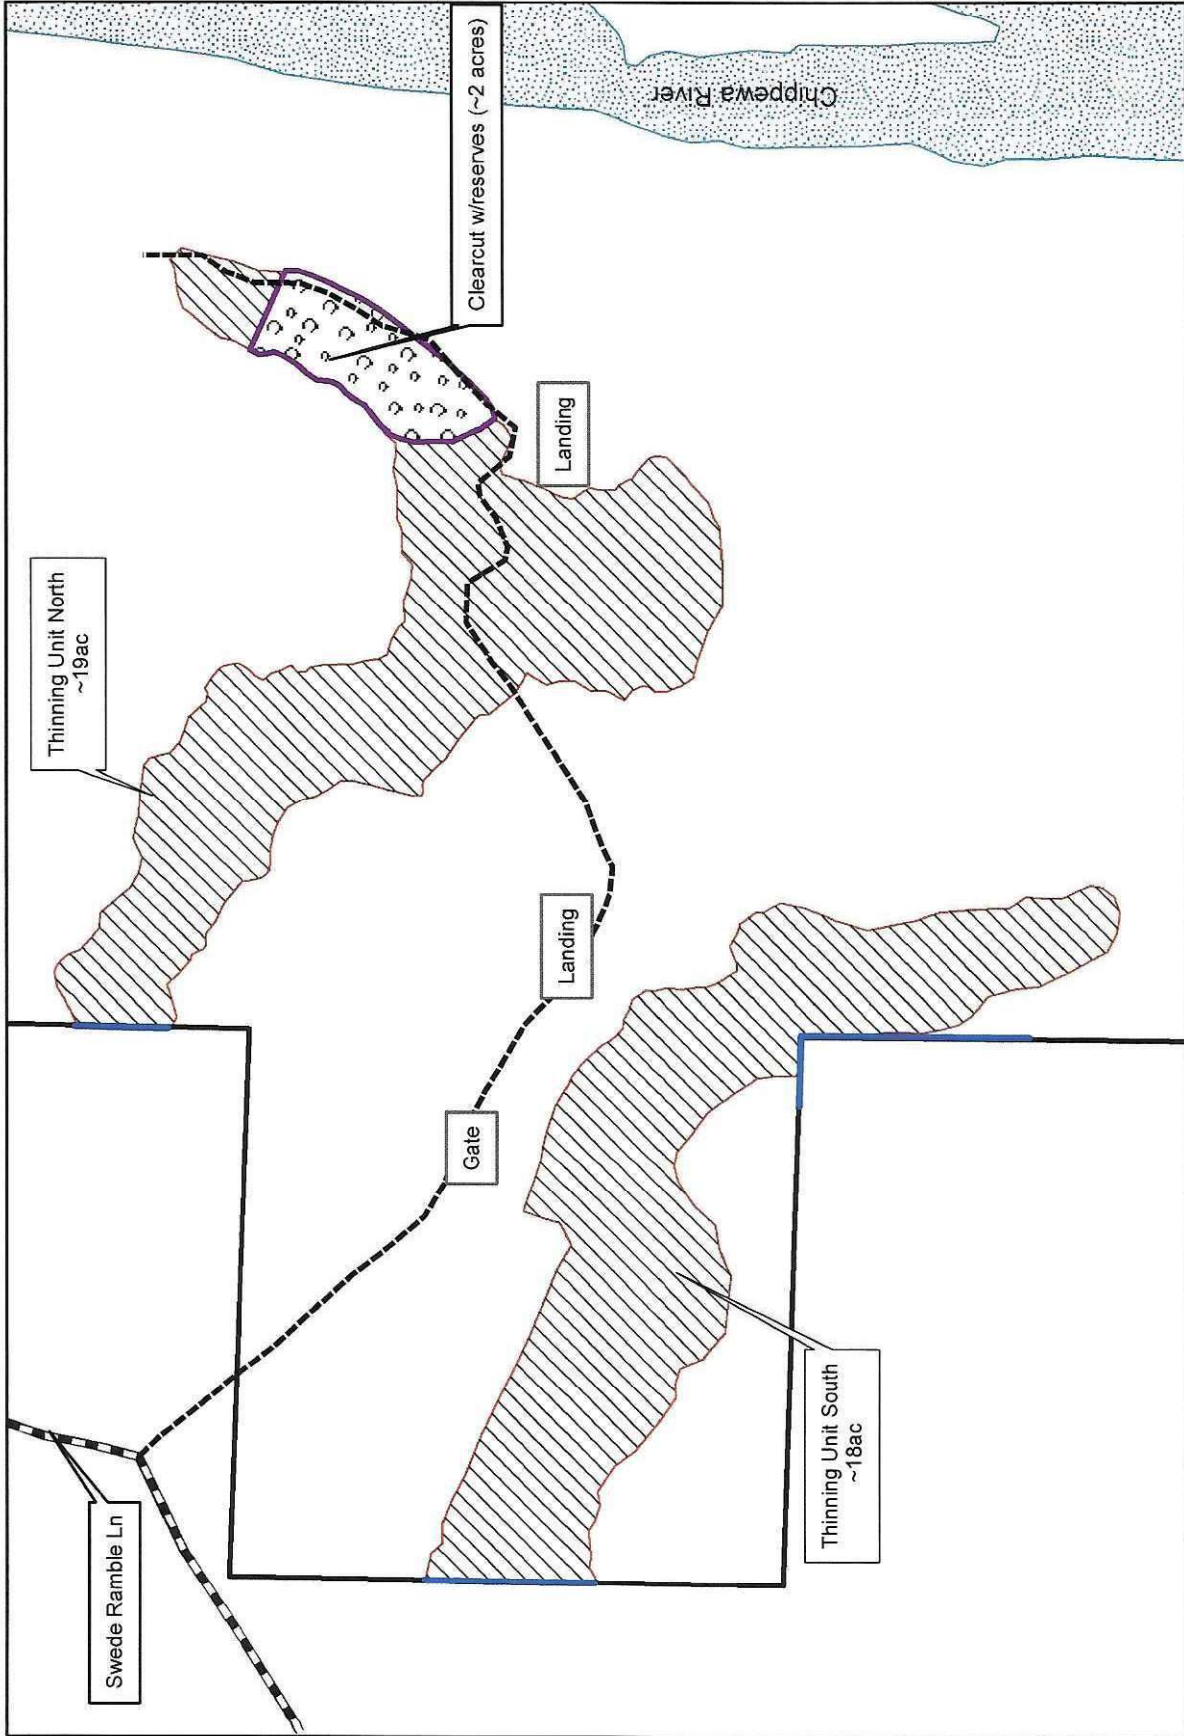 Swede Ramble Ln
Thinning Unit North
~19ac
Clearcut w/reserves (~2 acres)
Chippewa River
Gate
Landing
Landing
Thinning Unit South
~18ac